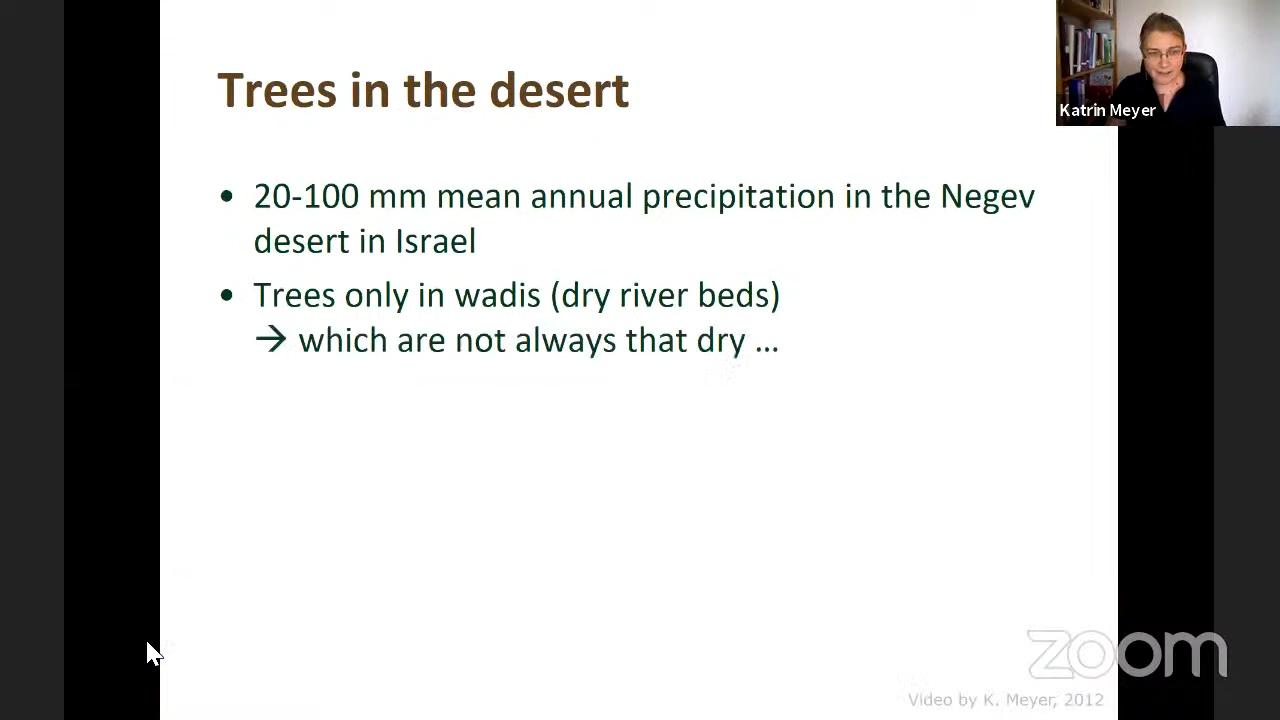 Trees in the desert
Katrin Meyer
• 20-100 mm mean annual precipitation in the Negev
desert in Israel
• Trees only in wadis (dry river beds)
→ which are not always that dry ...
zoom
Video by K. Meyer, 2012